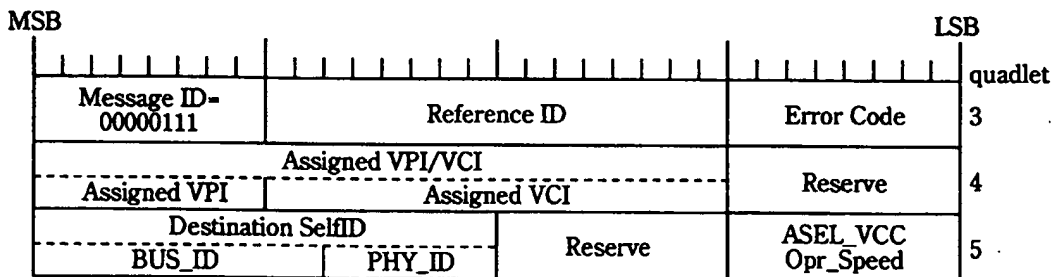 MSB LSB
quadlet
Message ID=
00000111 Reference ID Error Code 3
Assigned VPI/VCI
Assigned VPI Assigned VCI Reserve 4
Destination SelfID
BUS_ID PHY_ID Reserve ASEL_VCC
Opr_Speed 5